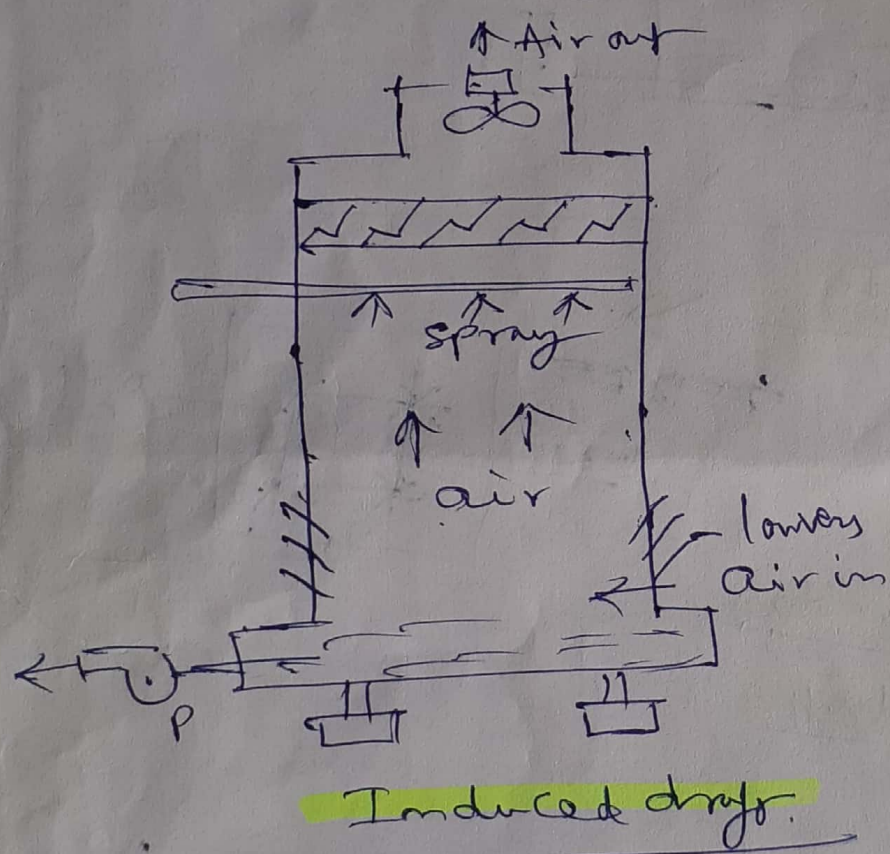 Air out
spray
air
louvers
Air in
P
Induced draft.